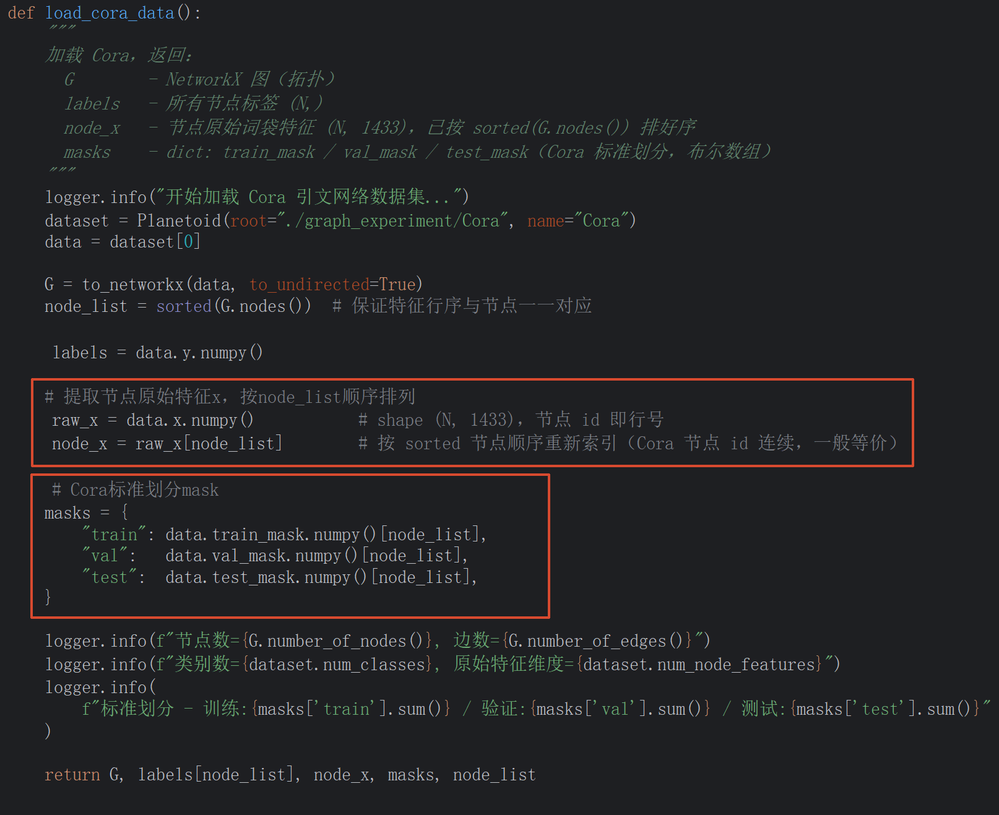 def load_cora_data():
    """
    加载 Cora，返回：
      G        - NetworkX 图（拓扑）
      labels   - 所有节点标签 (N,)
      node_x   - 节点原始词袋特征 (N, 1433)，已按 sorted(G.nodes()) 排好序
      masks    - dict: train_mask / val_mask / test_mask（Cora 标准划分，布尔数组）
    """
    logger.info("开始加载 Cora 引文网络数据集...")
    dataset = Planetoid(root="./graph_experiment/Cora", name="Cora")
    data = dataset[0]

    G = to_networkx(data, to_undirected=True)
    node_list = sorted(G.nodes())  # 保证特征行序与节点一一对应

    labels = data.y.numpy()

    # 提取节点原始特征x，按node_list顺序排列
    raw_x = data.x.numpy()           # shape (N, 1433)，节点 id 即行号
    node_x = raw_x[node_list]        # 按 sorted 节点顺序重新索引（Cora 节点 id 连续，一般等价）

    # Cora标准划分mask
    masks = {
        "train": data.train_mask.numpy()[node_list],
        "val":   data.val_mask.numpy()[node_list],
        "test":  data.test_mask.numpy()[node_list],
    }

    logger.info(f"节点数={G.number_of_nodes()}, 边数={G.number_of_edges()}")
    logger.info(f"类别数={dataset.num_classes}, 原始特征维度={dataset.num_node_features}")
    logger.info(
        f"标准划分 - 训练:{masks['train'].sum()} / 验证:{masks['val'].sum()} / 测试:{masks['test'].sum()}"
    )

    return G, labels[node_list], node_x, masks, node_list